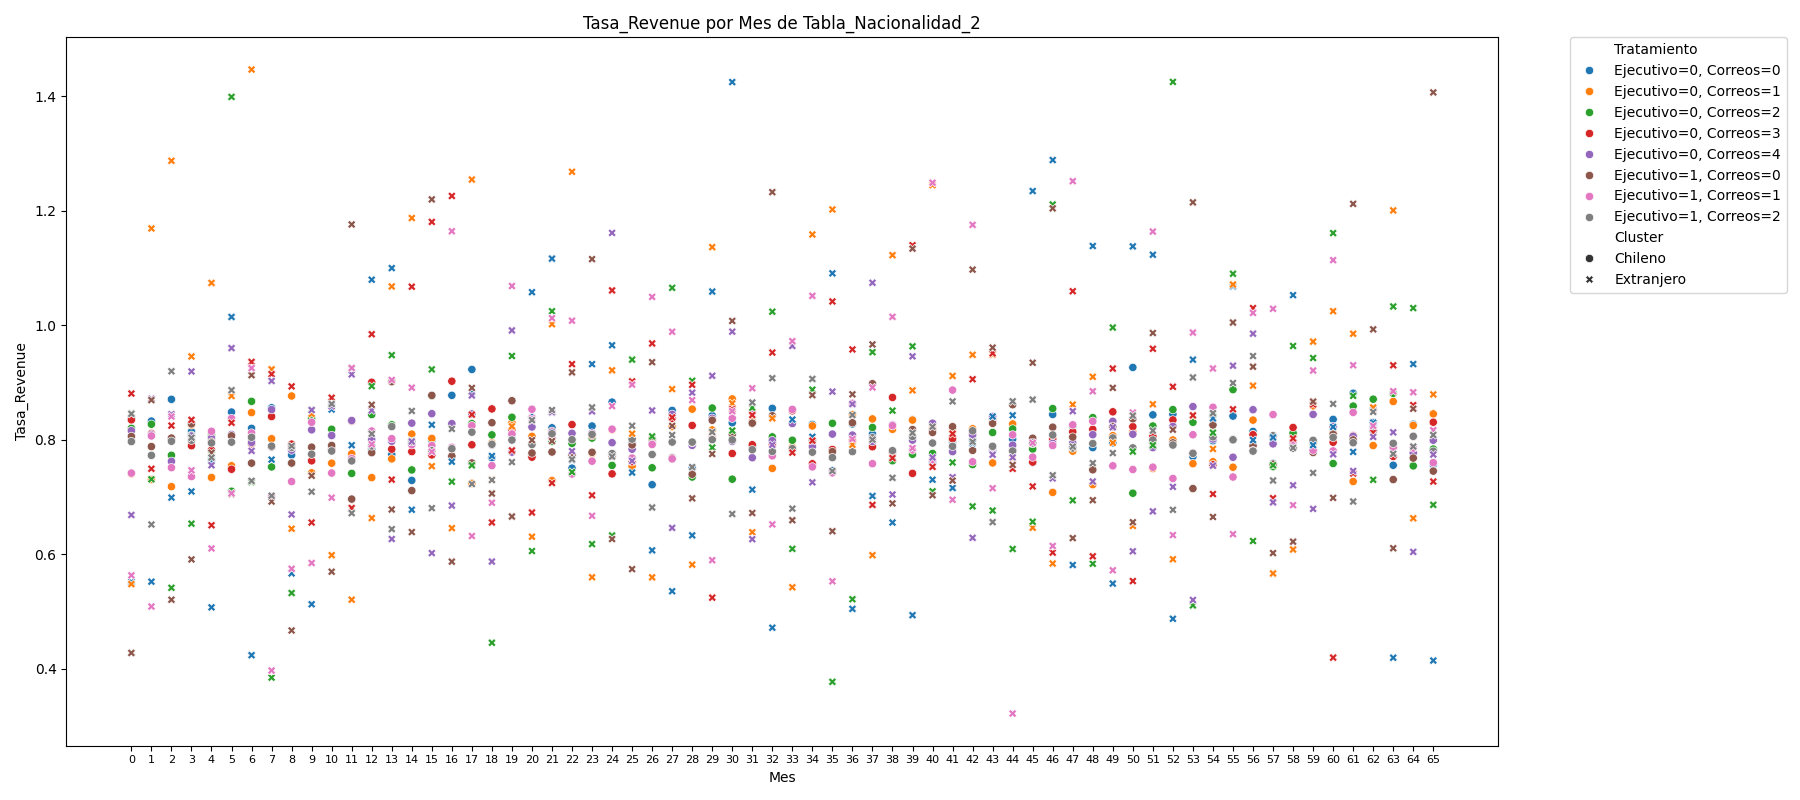 Tasa_Revenue por Mes de Tabla_Nacionalidad_2
Tratamiento
Ejecutivo=0, Correos=0
Ejecutivo=0, Correos=1
Ejecutivo=0, Correos=2
Ejecutivo=0, Correos=3
Ejecutivo=0, Correos=4
Ejecutivo=1, Correos=0
Ejecutivo=1, Correos=1
Ejecutivo=1, Correos=2
Cluster
Chileno
Extranjero
Tasa_Revenue
1.4
1.2
1.0
0.8
0.6
0.4
0 1 2 3 4 5 6 7 8 9 10 11 12 13 14 15 16 17 18 19 20 21 22 23 24 25 26 27 28 29 30 31 32 33 34 35 36 37 38 39 40 41 42 43 44 45 46 47 48 49 50 51 52 53 54 55 56 57 58 59 60 61 62 63 64 65
Mes